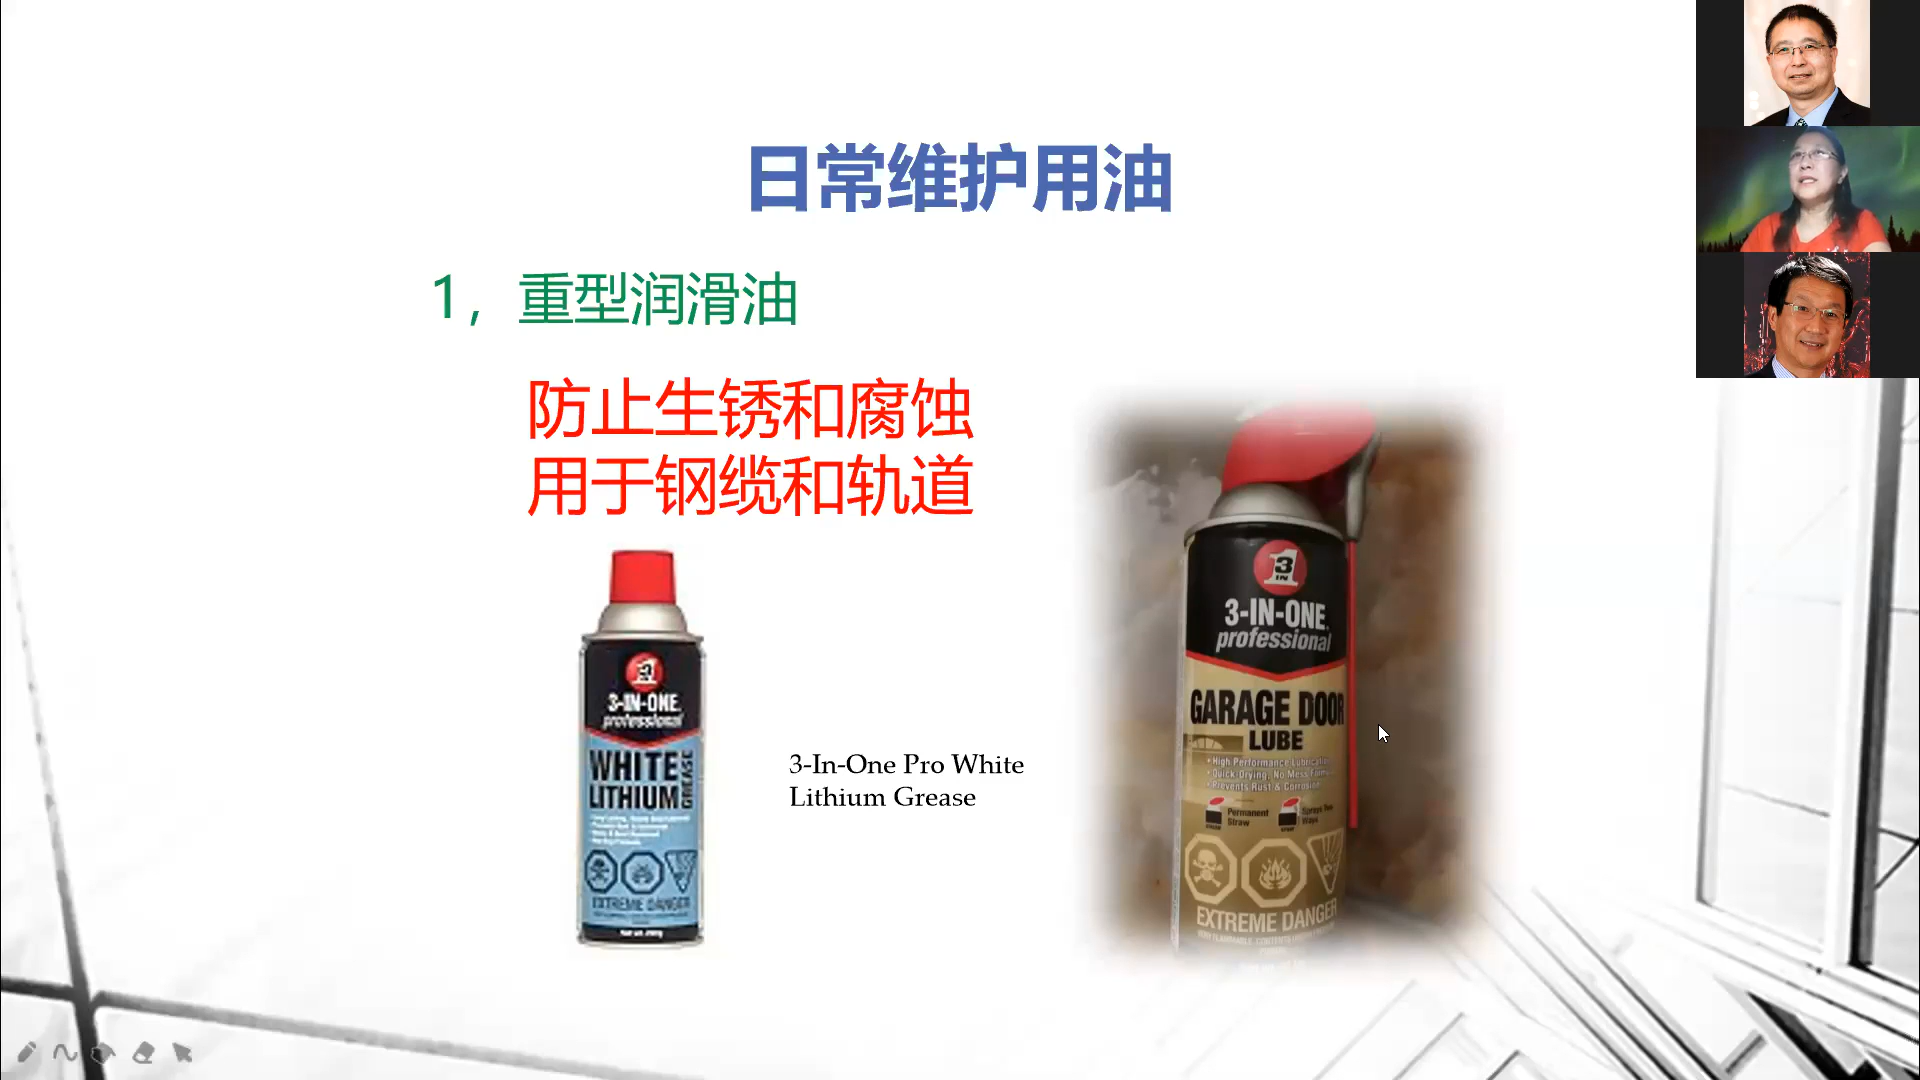 日常维护用油
1，重型润滑油
防止生锈和腐蚀
用于钢缆和轨道
3-IN-ONE
professional
WHITE
LITHIUM
GREASE
EXTREME DANGER
3-In-One Pro White
Lithium Grease
3
IN
1
3-IN-ONE
professional
GARAGE DOOR
LUBE
• High Performance Lubrication
• Quick Drying, No Mess Formula
• Prevents Rust & Corrosion
Permanent
Straw
Sprays Two
Ways
EXTREME DANGER